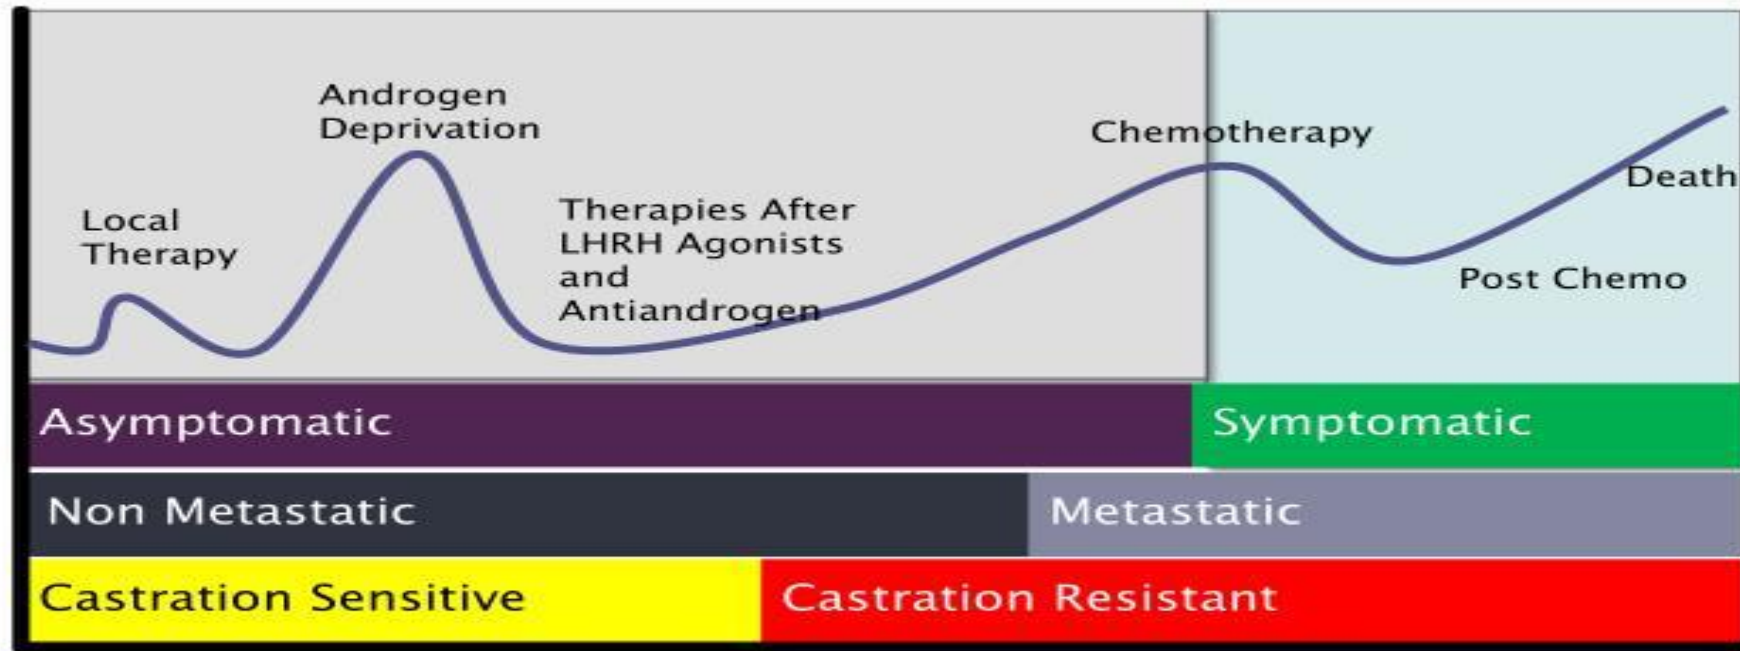 Androgen
Deprivation
Local
Therapy
Therapies After
LHRH Agonists
and
Antiandrogen
Chemotherapy
Death
Post Chemo
Asymptomatic
Symptomatic
Non Metastatic
Metastatic
Castration Sensitive
Castration Resistant